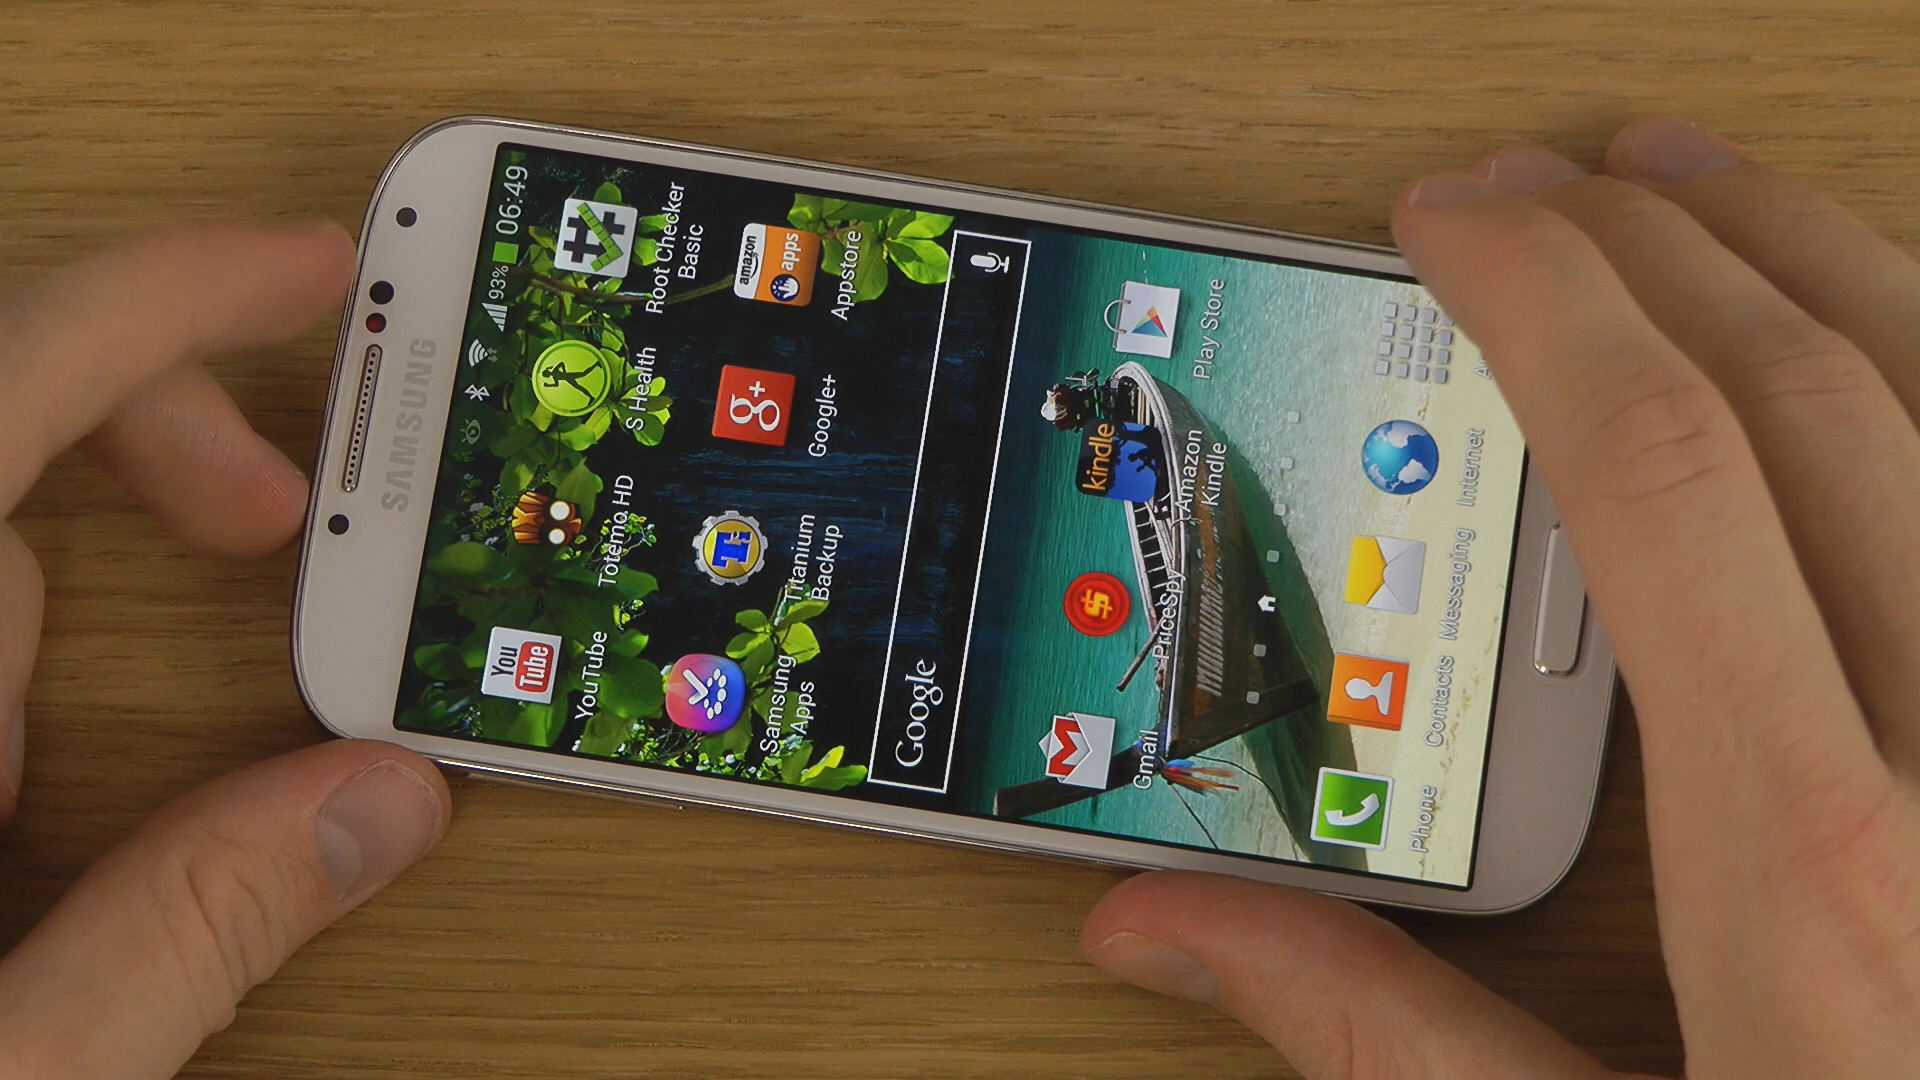 SAMSUNG
93% 06:49
You
Tube
YouTube
Totemo HD
S Health
Root Checker
Basic
Samsung
Apps
Titanium
Backup
g+
Google+
amazon
apps
Appstore
Google
Gmail
$
PriceSpy
kindle
Amazon
Kindle
Play Store
Phone
Contacts
Messaging
Internet